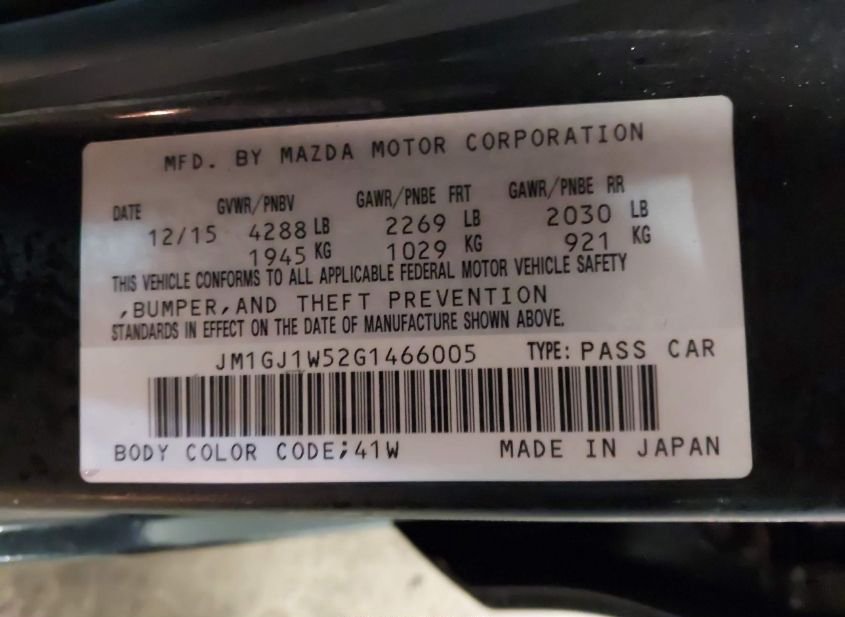 MFD. BY MAZDA MOTOR CORPORATION
DATE GVWR/PNBV GAWR/PNBE FRT GAWR/PNBE RR
12/15 4288 LB 2269 LB 2030 LB
1945 KG 1029 KG 921 KG
THIS VEHICLE CONFORMS TO ALL APPLICABLE FEDERAL MOTOR VEHICLE SAFETY
,BUMPER,AND THEFT PREVENTION
STANDARDS IN EFFECT ON THE DATE OF MANUFACTURE SHOWN ABOVE.
JM1GJ1W52G1466005 TYPE: PASS CAR
BODY COLOR CODE;41W MADE IN JAPAN